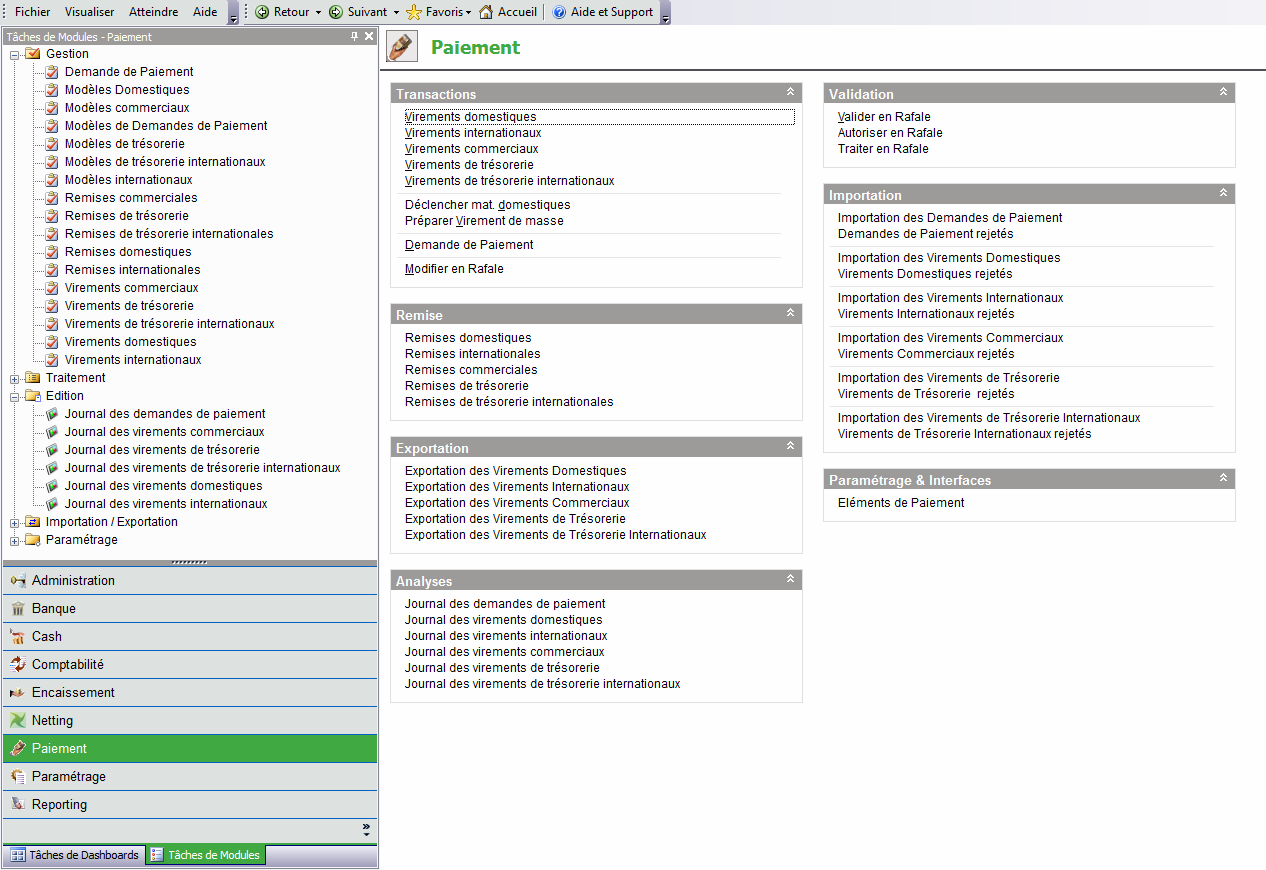 Fichier Visualiser Atteindre Aide Retour Suivant Favoris Accueil Aide et Support
Tâches de Modules - Paiement
Gestion
Demande de Paiement
Modèles Domestiques
Modèles commerciaux
Modèles de Demandes de Paiement
Modèles de trésorerie
Modèles de trésorerie internationaux
Modèles internationaux
Remises commerciales
Remises de trésorerie
Remises de trésorerie internationales
Remises domestiques
Remises internationales
Virements commerciaux
Virements de trésorerie
Virements de trésorerie internationaux
Virements domestiques
Virements internationaux
Traitement
Edition
Journal des demandes de paiement
Journal des virements commerciaux
Journal des virements de trésorerie
Journal des virements de trésorerie internationaux
Journal des virements domestiques
Journal des virements internationaux
Importation / Exportation
Paramétrage
Administration
Banque
Cash
Comptabilité
Encaissement
Netting
Paiement
Paramétrage
Reporting
Tâches de Dashboards Tâches de Modules
Paiement
Transactions
Virements domestiques
Virements internationaux
Virements commerciaux
Virements de trésorerie
Virements de trésorerie internationaux
Déclencher mat. domestiques
Préparer Virement de masse
Demande de Paiement
Modifier en Rafale
Remise
Remises domestiques
Remises internationales
Remises commerciales
Remises de trésorerie
Remises de trésorerie internationales
Exportation
Exportation des Virements Domestiques
Exportation des Virements Internationaux
Exportation des Virements Commerciaux
Exportation des Virements de Trésorerie
Exportation des Virements de Trésorerie Internationaux
Analyses
Journal des demandes de paiement
Journal des virements domestiques
Journal des virements internationaux
Journal des virements commerciaux
Journal des virements de trésorerie
Journal des virements de trésorerie internationaux
Validation
Valider en Rafale
Autoriser en Rafale
Traiter en Rafale
Importation
Importation des Demandes de Paiement
Demandes de Paiement rejetés
Importation des Virements Domestiques
Virements Domestiques rejetés
Importation des Virements Internationaux
Virements Internationaux rejetés
Importation des Virements Commerciaux
Virements Commerciaux rejetés
Importation des Virements de Trésorerie
Virements de Trésorerie rejetés
Importation des Virements de Trésorerie Internationaux
Virements de Trésorerie Internationaux rejetés
Paramétrage & Interfaces
Eléments de Paiement